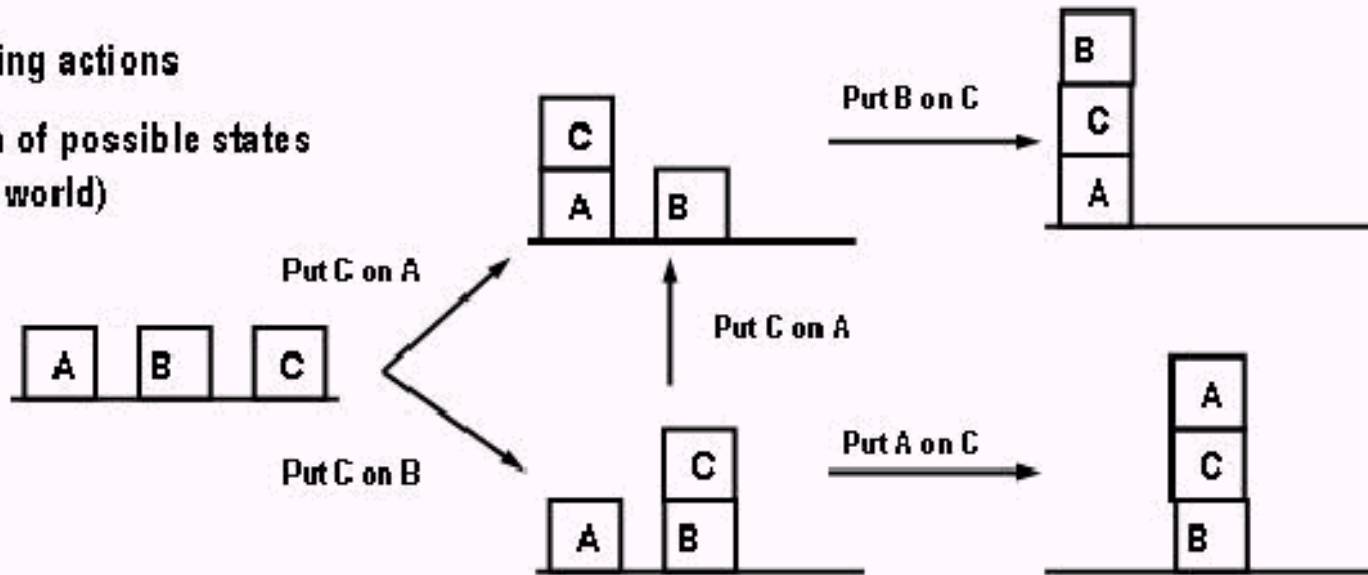 ing actions
of possible states
world)
Put C on A
Put C on B
A B C
C
A B
Put C on A
C
A B
Put B on C
B
C
A
Put A on C
A
C
B